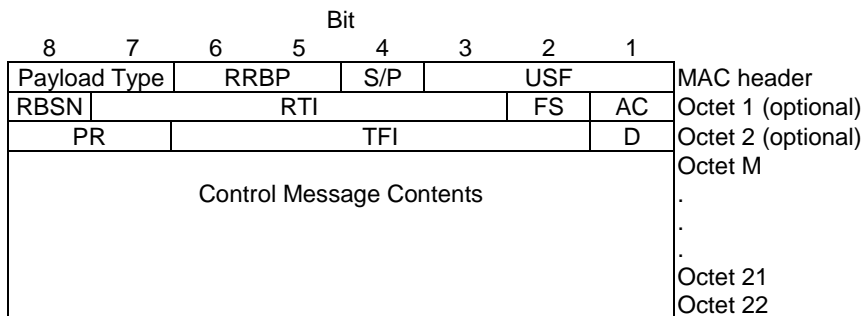 Bit
8 7 6 5 4 3 2 1
Payload Type RRBP S/P USF MAC header
RBSN RTI FS AC Octet 1 (optional)
PR TFI D Octet 2 (optional)
Octet M
Control Message Contents .
.
.
Octet 21
Octet 22